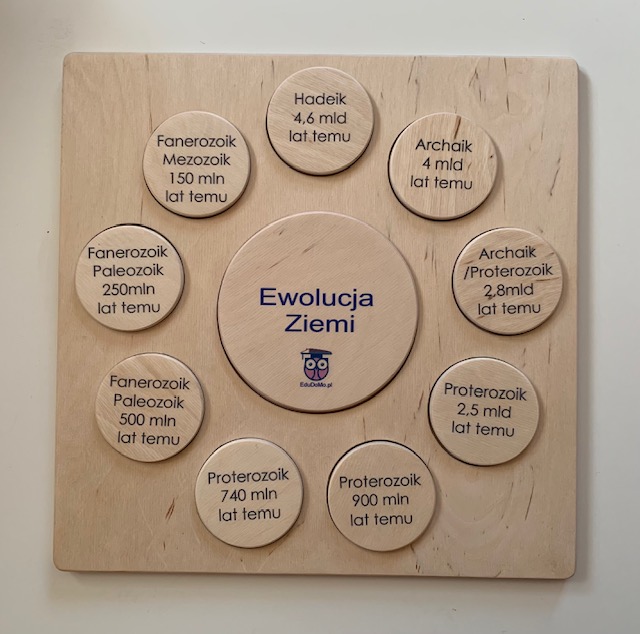 Hadeik
4,6 mld
lat temu
Archaik
4 mld
lat temu
Archaik
/Proterozoik
2,8mld
lat temu
Proterozoik
2,5 mld
lat temu
Proterozoik
900 mln
lat temu
Proterozoik
740 mln
lat temu
Fanerozoik
Paleozoik
500 mln
lat temu
Fanerozoik
Paleozoik
250mln
lat temu
Fanerozoik
Mezozoik
150 mln
lat temu
Ewolucja
Ziemi
EduDoMo.pl